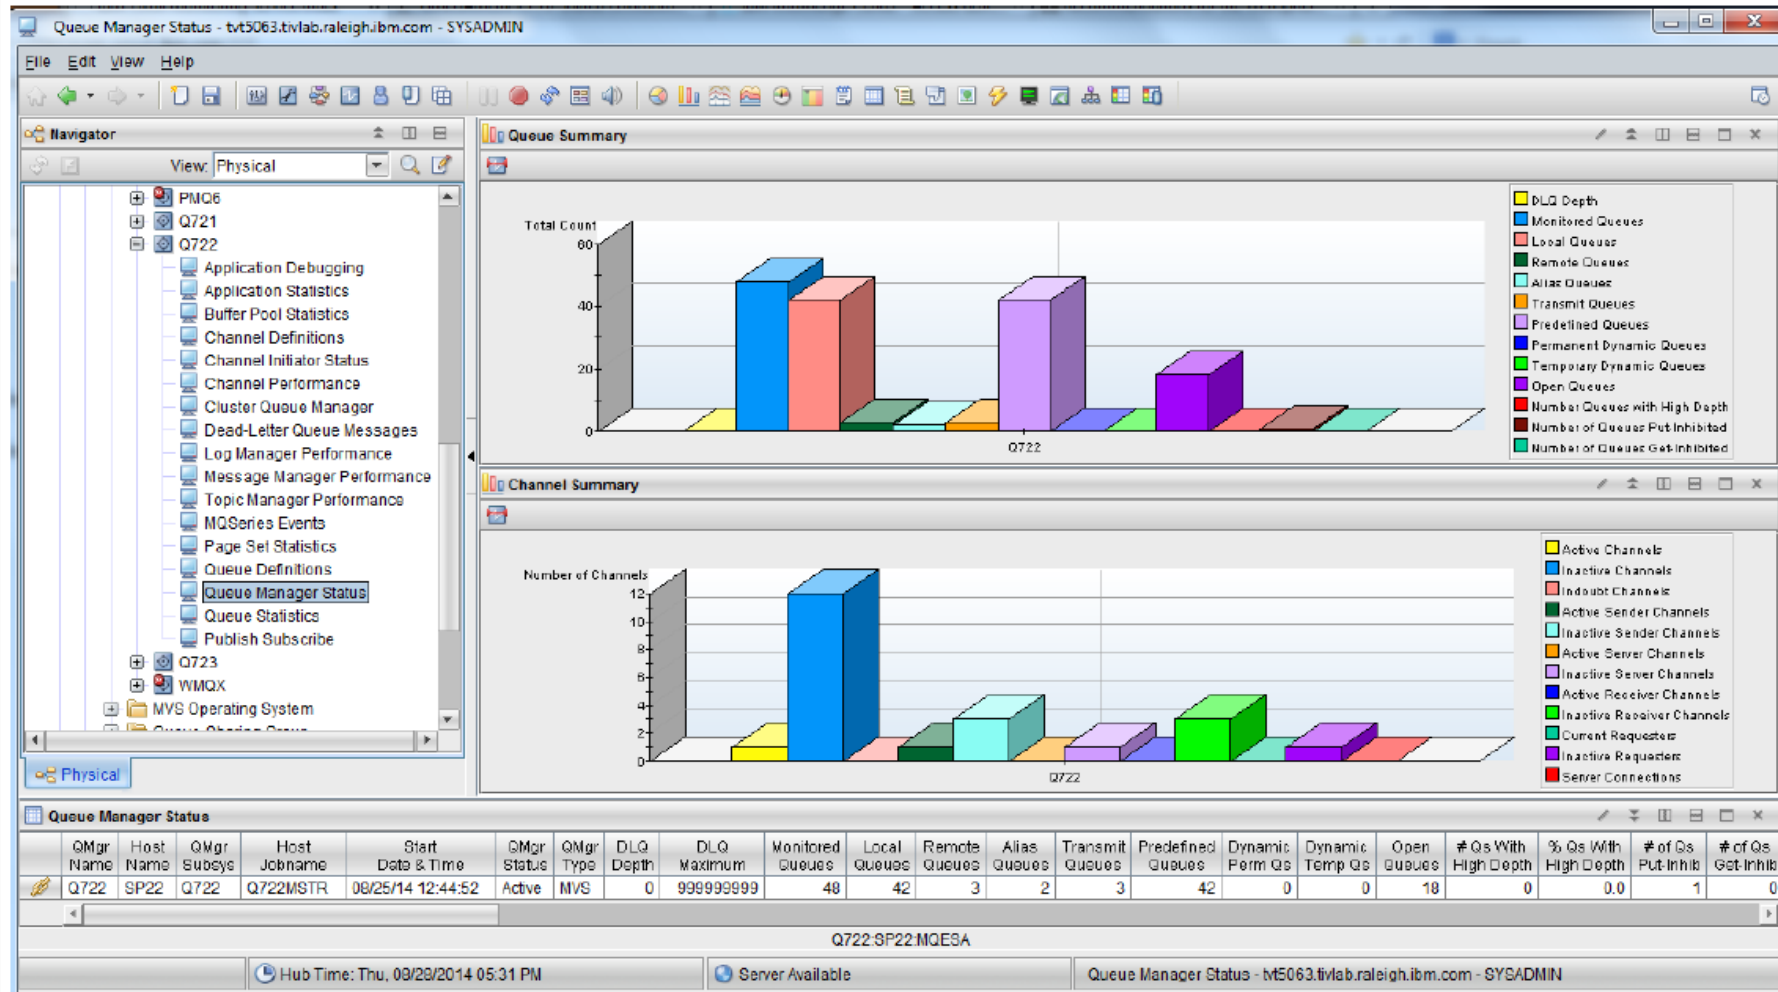 Queue Manager Status - tvt5063.tivlab.raleigh.ibm.com - SYSADMIN
File Edit View Help
Navigator
View: Physical
PMQ6
Q721
Q722
Application Debugging
Application Statistics
Buffer Pool Statistics
Channel Definitions
Channel Initiator Status
Channel Performance
Cluster Queue Manager
Dead-Letter Queue Messages
Log Manager Performance
Message Manager Performance
Topic Manager Performance
MQSeries Events
Page Set Statistics
Queue Definitions
Queue Manager Status
Queue Statistics
Publish Subscribe
Q723
WMQX
MVS Operating System
Queue Sharing Group
Physical
Queue Summary
Total Count
60
40
20
0
Q722
DLQ Depth
Monitored Queues
Local Queues
Remote Queues
Alias Queues
Transmit Queues
Predefined Queues
Permanent Dynamic Queues
Temporary Dynamic Queues
Open Queues
Number Queues with High Depth
Number of Queues Put-Inhibited
Number of Queues Get-Inhibited
Channel Summary
Number of Channels
12
10
8
6
4
2
0
Q722
Active Channels
Inactive Channels
Indoubt Channels
Active Sender Channels
Inactive Sender Channels
Active Server Channels
Inactive Server Channels
Active Receiver Channels
Inactive Receiver Channels
Current Requesters
Inactive Requesters
Server Connections
Queue Manager Status
QMgr Host QMgr Host Start QMgr QMgr DLQ DLQ Monitored Local Remote Alias Transmit Predefined Dynamic Dynamic Open # Qs With % Qs With # of Qs # of Qs
Name Name Subsys Jobname Date & Time Status Type Depth Maximum Queues Queues Queues Queues Queues Queues Perm Qs Temp Qs Queues High Depth High Depth Put-Inhib Get-Inhib
Q722 SP22 Q722 Q722MSTR 08/25/14 12:44:52 Active MVS 0 999999999 48 42 3 2 3 42 0 0 18 0 0.0 1 0
Q722:SP22:MQESA
Hub Time: Thu, 08/28/2014 05:31 PM
Server Available
Queue Manager Status - tvt5063.tivlab.raleigh.ibm.com - SYSADMIN